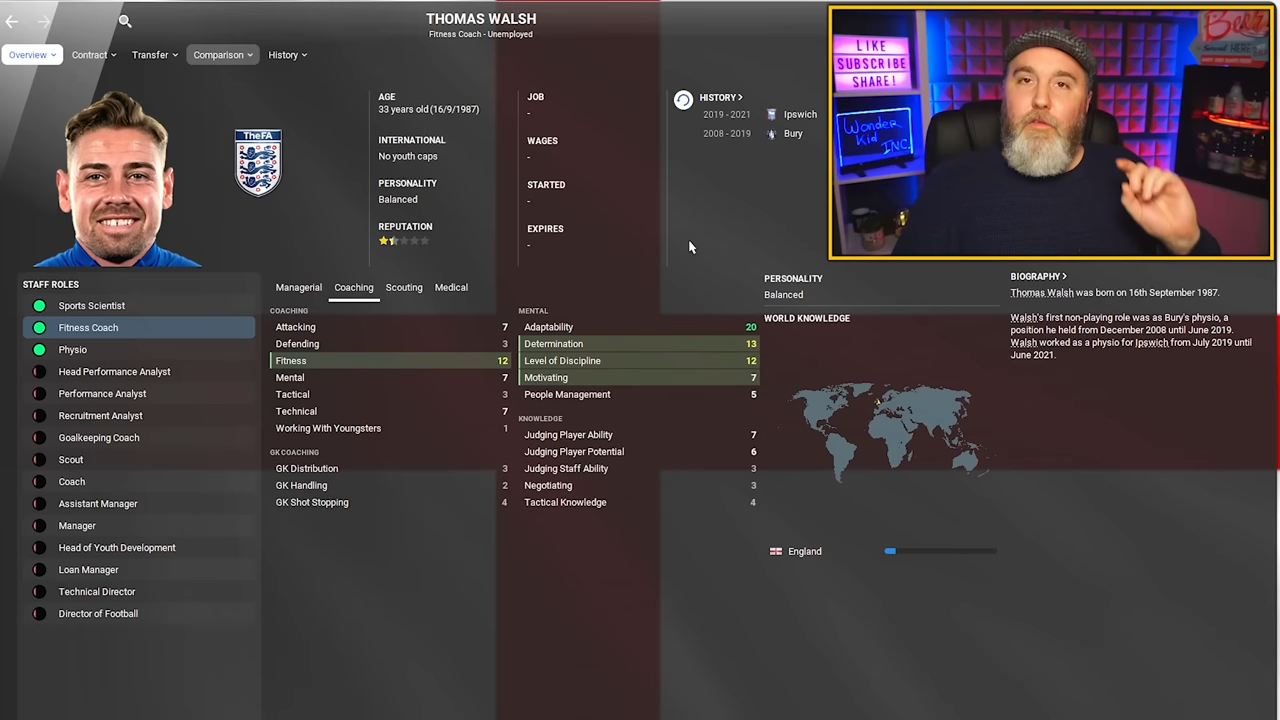 THOMAS WALSH
Fitness Coach - Unemployed
Overview
Contract
Transfer
Comparison
History
TheFA
AGE
33 years old (16/9/1987)
INTERNATIONAL
No youth caps
PERSONALITY
Balanced
REPUTATION
JOB
-
WAGES
-
STARTED
-
EXPIRES
-
HISTORY >
2019 - 2021 Ipswich
2008 - 2019 Bury
LIKE
SUBSCRIBE
SHARE!
Wonder
Kid
INC.
Beer
Served HERE
STAFF ROLES
Sports Scientist
Fitness Coach
Physio
Head Performance Analyst
Performance Analyst
Recruitment Analyst
Goalkeeping Coach
Scout
Coach
Assistant Manager
Manager
Head of Youth Development
Loan Manager
Technical Director
Director of Football
Managerial
Coaching
Scouting
Medical
COACHING
Attacking 7
Defending 3
Fitness 12
Mental 7
Tactical 3
Technical 7
Working With Youngsters 1
GK COACHING
GK Distribution 3
GK Handling 2
GK Shot Stopping 4
MENTAL
Adaptability 20
Determination 13
Level of Discipline 12
Motivating 7
People Management 5
KNOWLEDGE
Judging Player Ability 7
Judging Player Potential 6
Judging Staff Ability 3
Negotiating 3
Tactical Knowledge 4
PERSONALITY
Balanced
WORLD KNOWLEDGE
England
BIOGRAPHY >
Thomas Walsh was born on 16th September 1987.
Walsh's first non-playing role was as Bury's physio, a
position he held from December 2008 until June 2019.
Walsh worked as a physio for Ipswich from July 2019 until
June 2021.